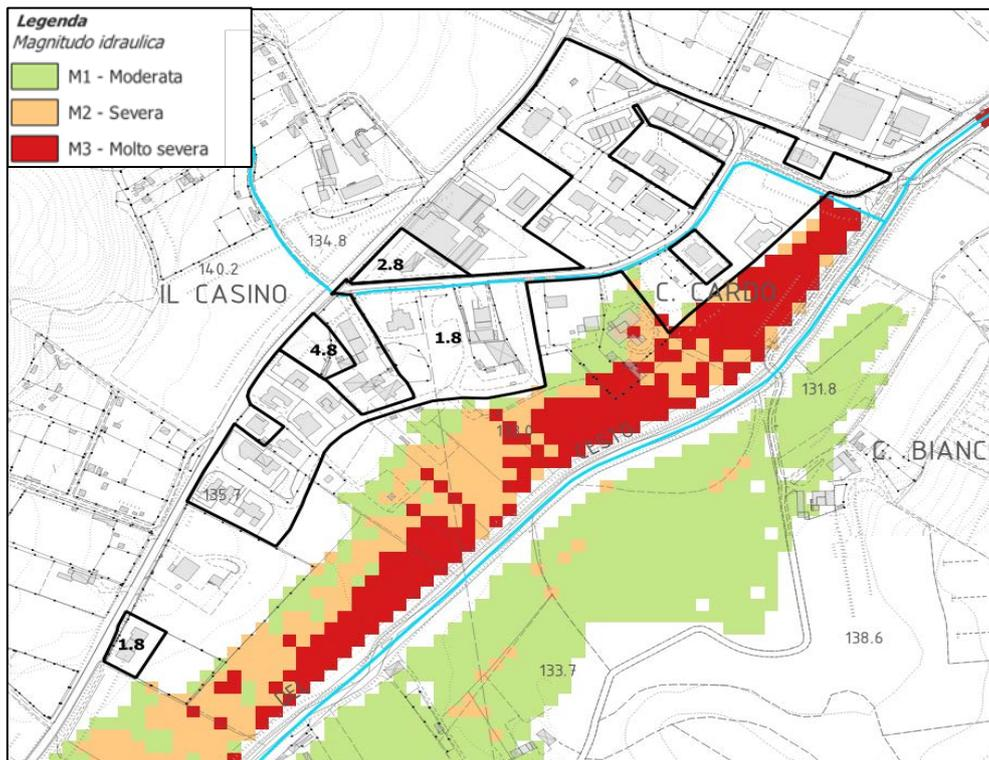 Legenda
Magnitudo idraulica
M1 - Moderata
M2 - Severa
M3 - Molto severa
134.8
140.2
2.8
IL CASINO
C. CARDO
1.8
4.8
131.8
C. BIANC
135.7
138.6
1.8
133.7